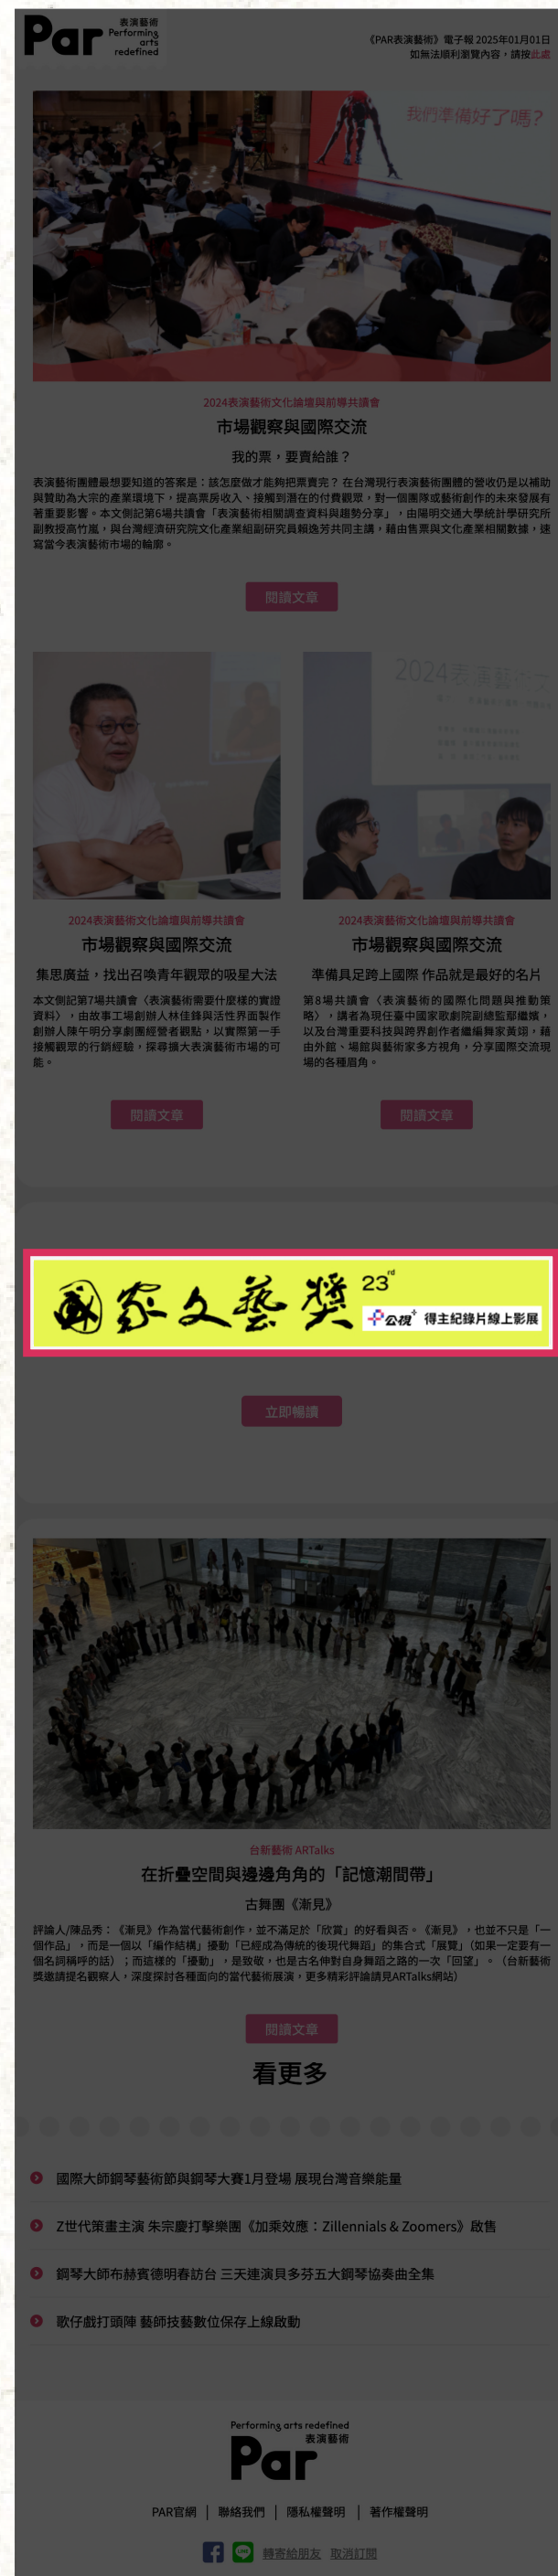 Par 表演藝術
Performing
arts
redefined
《PAR表演藝術》電子報 2025年01月01日
如無法順利瀏覽內容，請按此處
我們準備好了嗎?
2024表演藝術文化論壇與前導共讀會
市場觀察與國際交流
我的票，要賣給誰？
表演藝術團體最想要知道的答案是：該怎麼做才能夠把票賣完？ 在台灣現行表演藝術團體的營收仍是以補助
與贊助為大宗的產業環境下，提高票房收入、接觸到潛在的付費觀眾，對一個團隊或藝術創作的未來發展有
著重要影響。本文側記第6場共讀會「表演藝術相關調查資料與趨勢分享」，由陽明交通大學統計學研究所
副教授高竹嵐，與台灣經濟研究院文化產業組副研究員賴逸芳共同主講，藉由售票與文化產業相關數據，速
寫當今表演藝術市場的輪廓。
閱讀文章
2024表演藝術文
2024表演藝術文化論壇與前導共讀會
市場觀察與國際交流
集思廣益，找出召喚青年觀眾的吸星大法
本文側記第7場共讀會〈表演藝術需要什麼樣的實證
資料〉，由故事工場創辦人林佳鋒與活性界面製作
創辦人陳午明分享劇團經營者觀點，以實際第一手
接觸觀眾的行銷經驗，探尋擴大表演藝術市場的可
能。
閱讀文章
2024表演藝術文化論壇與前導共讀會
市場觀察與國際交流
準備具足跨上國際 作品就是最好的名片
第8場共讀會〈表演藝術的國際化問題與推動策
略〉，講者為現任臺中國家歌劇院副總監鄢繼嬪，
以及台灣重要科技與跨界創作者繼編舞家黃翊，藉
由外館、場館與藝術家多方視角，分享國際交流現
場的各種眉角。
閱讀文章
國家文藝獎 23rd
公視+ 得主紀錄片線上影展
立即暢讀
台新藝術 ARTalks
在折疊空間與邊邊角角的「記憶潮間帶」
古舞團《漸見》
評論人/陳品秀：《漸見》作為當代藝術創作，並不滿足於「欣賞」的好看與否。《漸見》，也並不只是「一
個作品」，而是一個以「編作結構」擾動「已經成為傳統的後現代舞蹈」的集合式「展覽」（如果一定要有一
個名詞稱呼的話）；而這樣的「擾動」，是致敬，也是古名伸對自身舞蹈之路的一次「回望」。（台新藝術
獎邀請提名觀察人，深度探討各種面向的當代藝術展演，更多精彩評論請見ARTalks網站）
閱讀文章
看更多
國際大師鋼琴藝術節與鋼琴大賽1月登場 展現台灣音樂能量
Z世代策畫主演 朱宗慶打擊樂團《加乘效應：Zillennials & Zoomers》啟售
鋼琴大師布赫賓德明春訪台 三天連演貝多芬五大鋼琴協奏曲全集
歌仔戲打頭陣 藝師技藝數位保存上線啟動
Performing arts redefined
表演藝術
Par
PAR官網 | 聯絡我們 | 隱私權聲明 | 著作權聲明
轉寄給朋友 取消訂閱